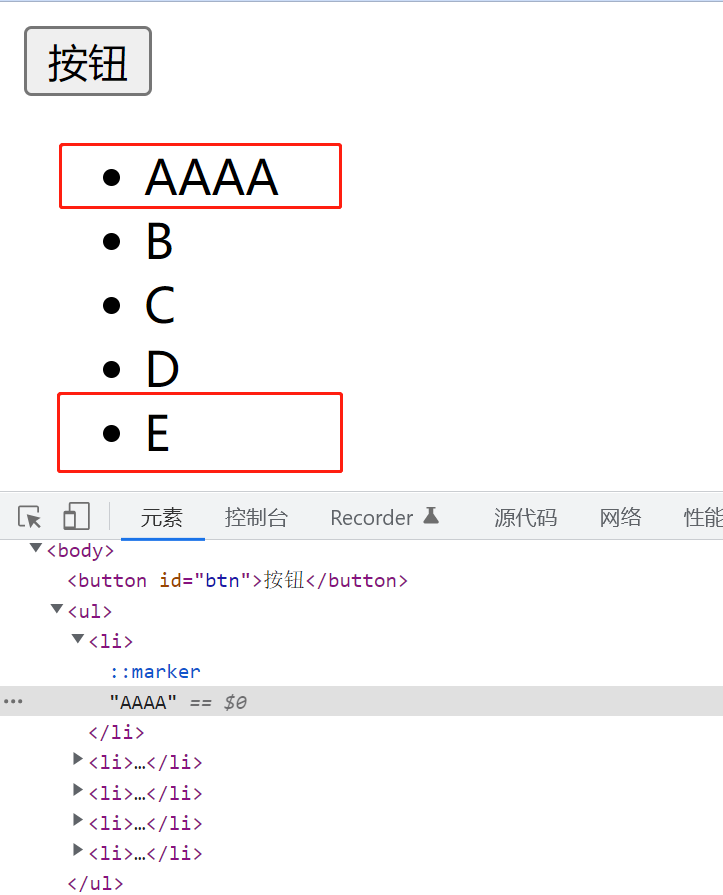 按钮
• AAAA
• B
• C
• D
• E
元素 控制台 Recorder 源代码 网络 性能
▼<body>
<button id="btn">按钮</button>
▼<ul>
▼<li>
::marker
··· "AAAA" == $0
</li>
▶<li>…</li>
▶<li>…</li>
▶<li>…</li>
▶<li>…</li>
</ul>